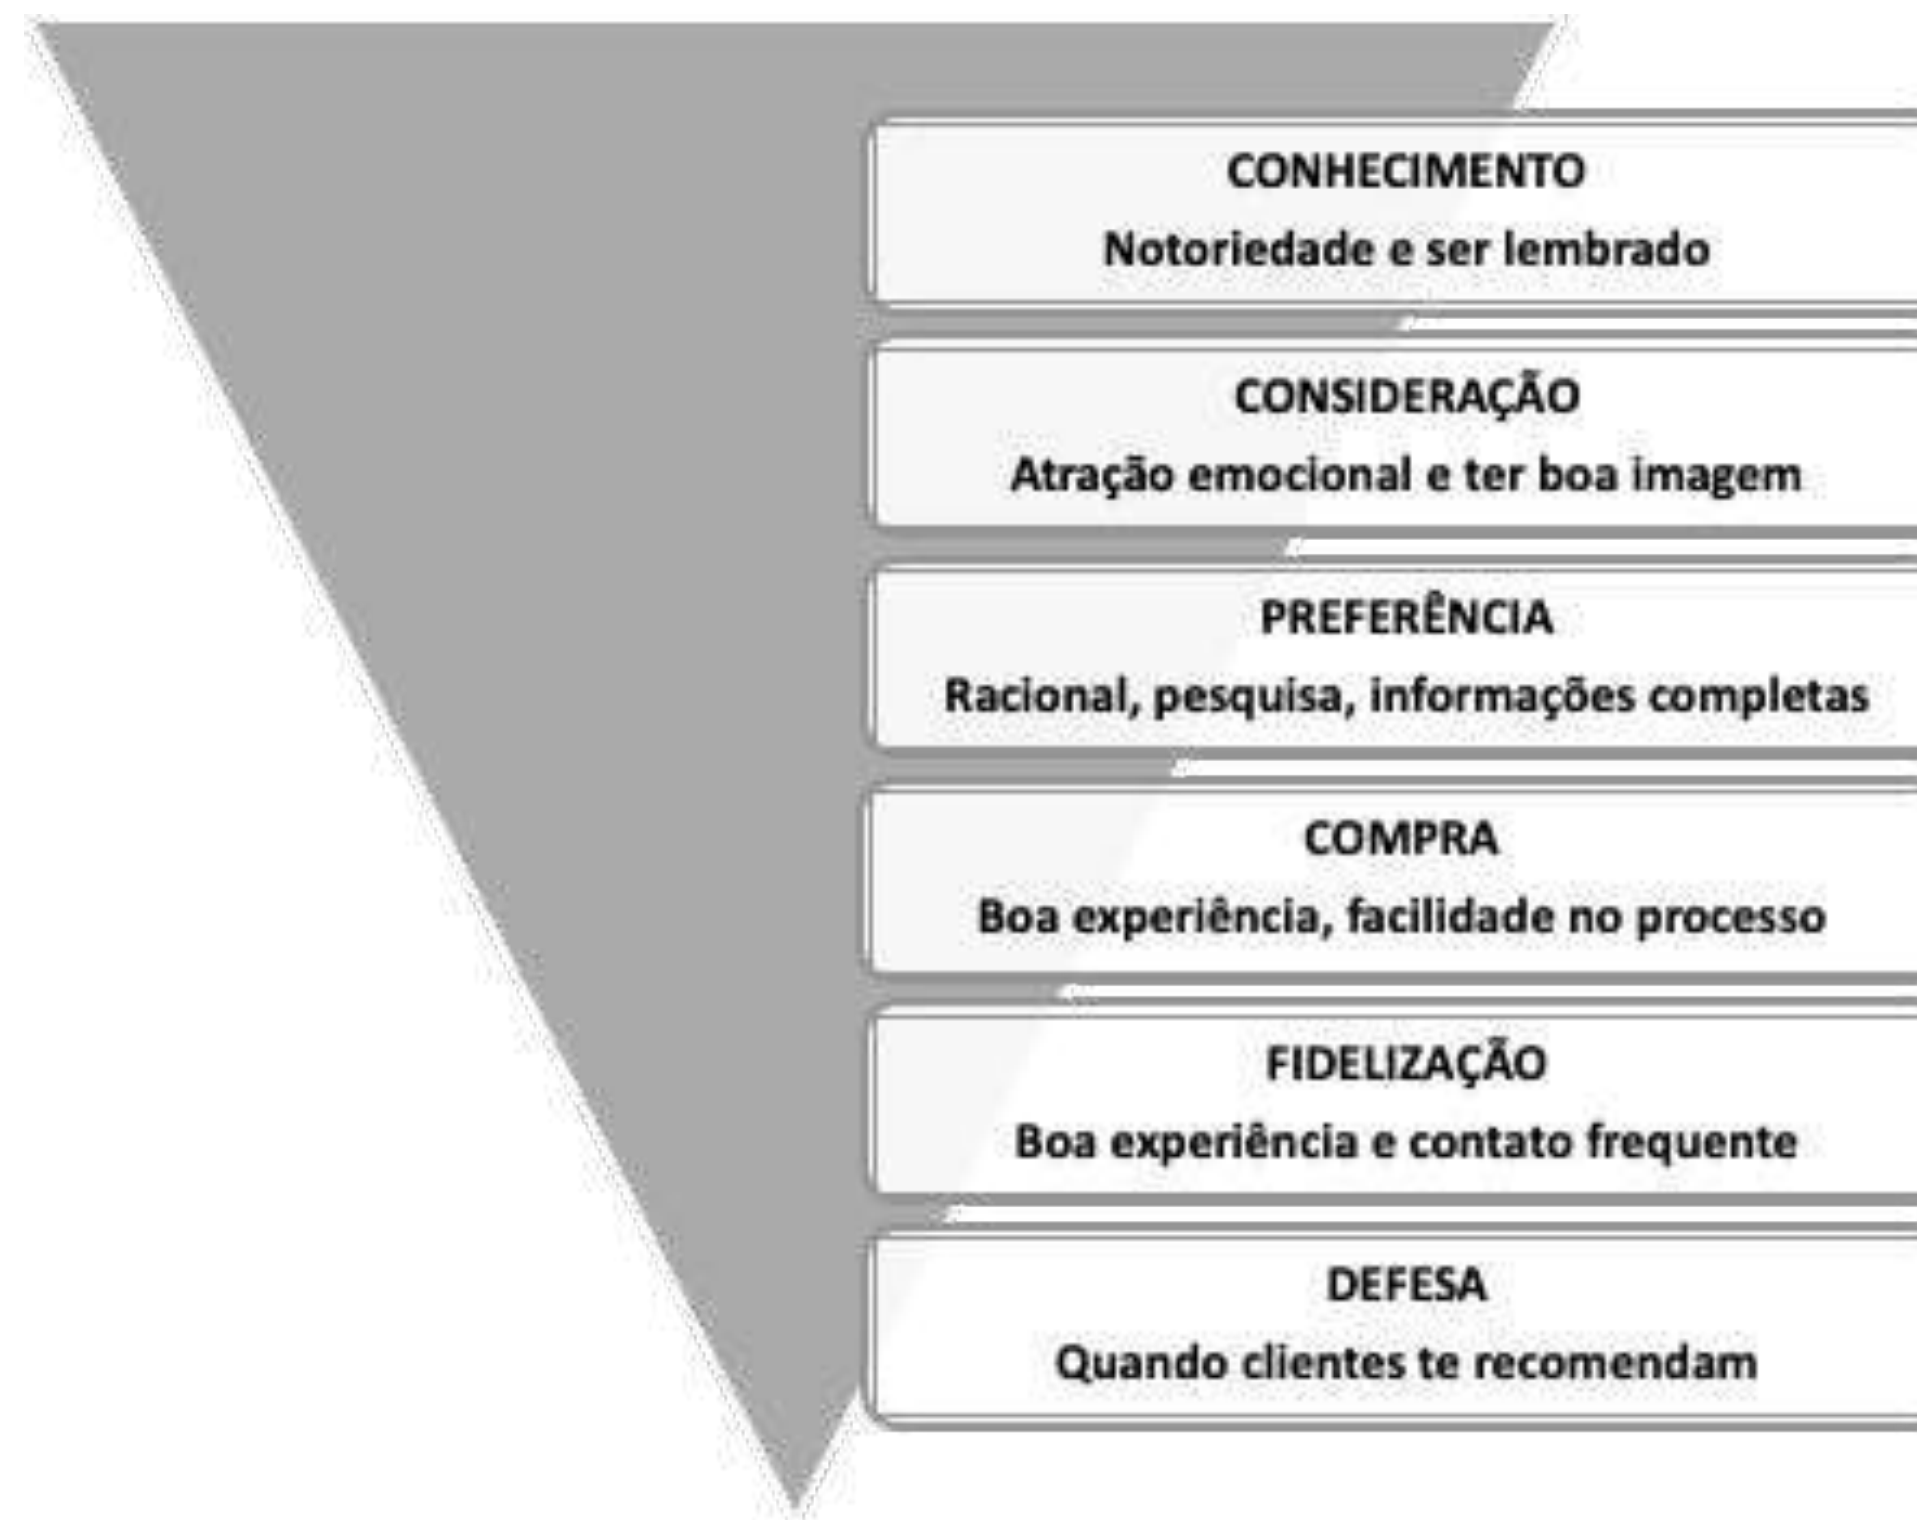 CONHECIMENTO
Notoriedade e ser lembrado
CONSIDERAÇÃO
Atração emocional e ter boa imagem
PREFERÊNCIA
Racional, pesquisa, informações completas
COMPRA
Boa experiência, facilidade no processo
FIDELIZAÇÃO
Boa experiência e contato frequente
DEFESA
Quando clientes te recomendam